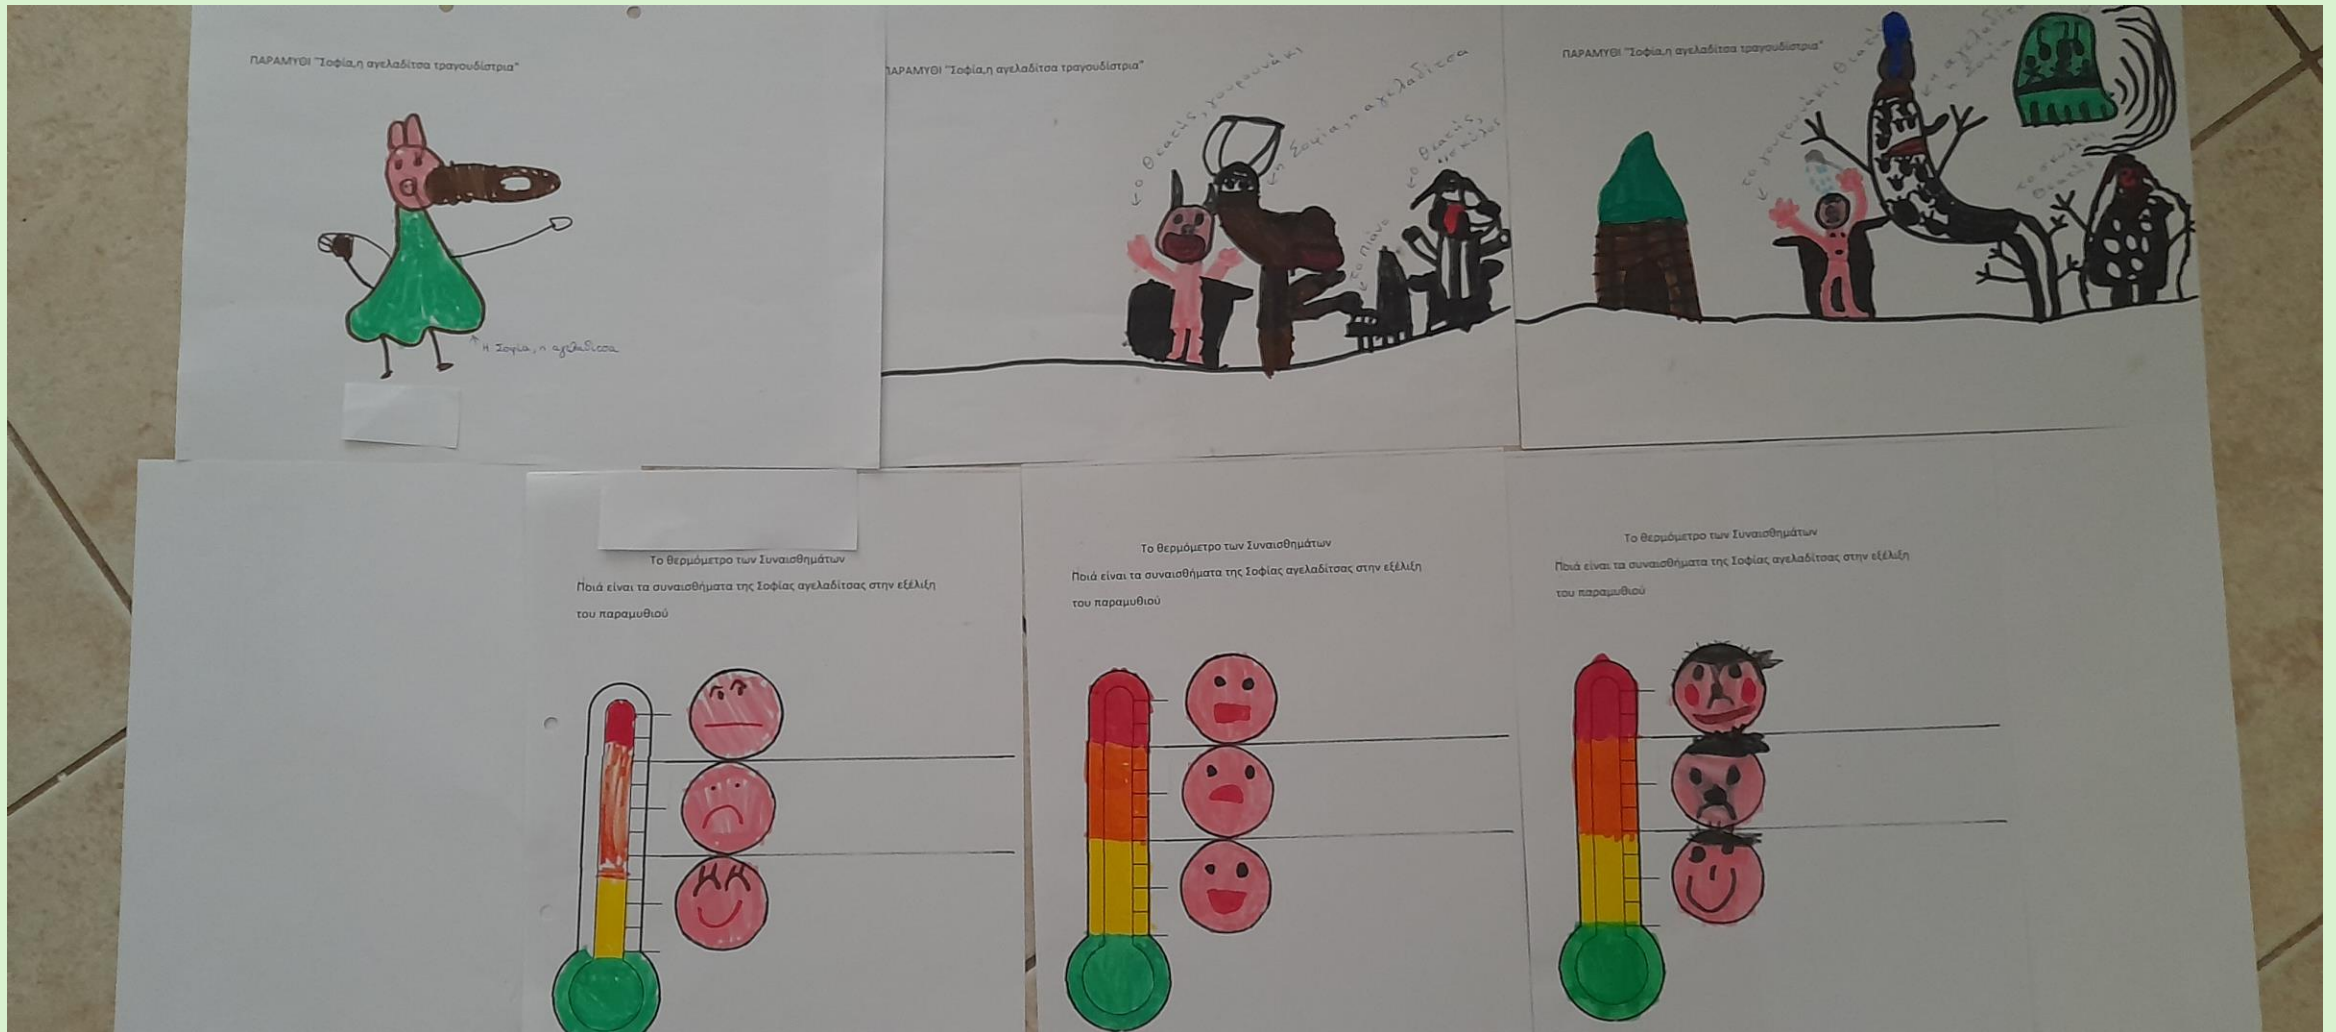 ΠΑΡΑΜΥΘΙ "Σοφία,η αγελαδίτσα τραγουδίστρια"
Η Σοφία, η αγελαδίτσα
ΠΑΡΑΜΥΘΙ "Σοφία,η αγελαδίτσα τραγουδίστρια"
ο θεατής, γουρουνάκι
η Σοφία, η αγελαδίτσα
το πιάνο
ο θεατής,
σκύλος
ΠΑΡΑΜΥΘΙ "Σοφία,η αγελαδίτσα τραγουδίστρια"
το γουρουνάκι, θεατής
η αγελαδίτσα
η Σοφία
το σκυλάκι
θεατής
Το θερμόμετρο των Συναισθημάτων
Ποιά είναι τα συναισθήματα της Σοφίας αγελαδίτσας στην εξέλιξη
του παραμυθιού
Το θερμόμετρο των Συναισθημάτων
Ποιά είναι τα συναισθήματα της Σοφίας αγελαδίτσας στην εξέλιξη
του παραμυθιού
Το θερμόμετρο των Συναισθημάτων
Ποιά είναι τα συναισθήματα της Σοφίας αγελαδίτσας στην εξέλιξη
του παραμυθιού